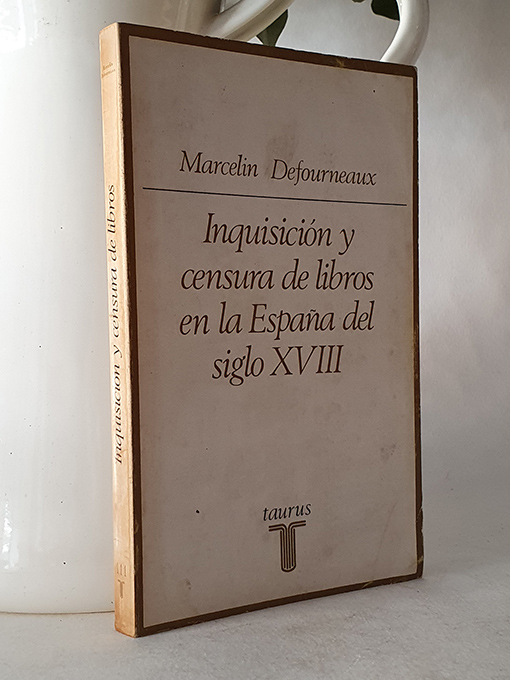 Marcelin Defourneaux
Inquisición y
censura de libros
en la España del
siglo XVIII
taurus
Inquisición y censura de libros